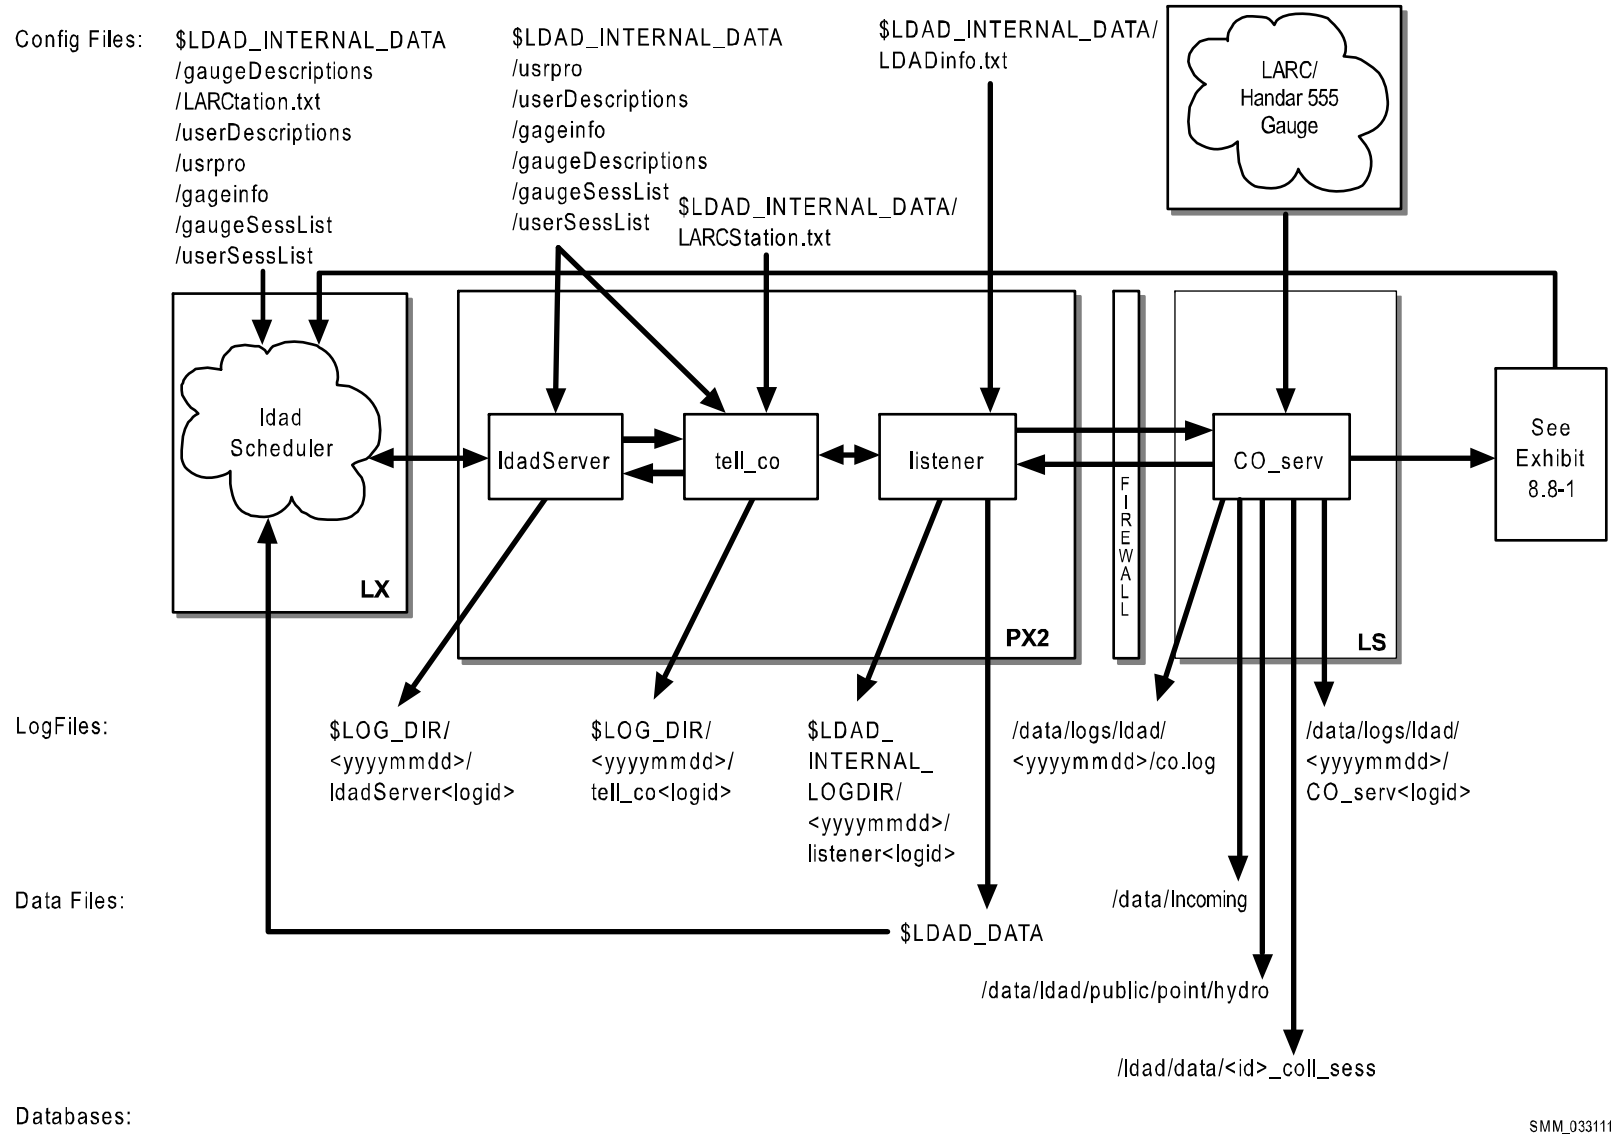 Config Files:
$LDAD_INTERNAL_DATA
/gaugeDescriptions
/LARCtation.txt
/userDescriptions
/usrpro
/gageinfo
/gaugeSessList
/userSessList
$LDAD_INTERNAL_DATA
/usrpro
/userDescriptions
/gageinfo
/gaugeDescriptions
/gaugeSessList
/userSessList
$LDAD_INTERNAL_DATA/
LARCStation.txt
$LDAD_INTERNAL_DATA/
LDADinfo.txt
LARC/
Handar 555
Gauge
ldad
Scheduler
LX
ldadServer
tell_co
listener
PX2
FIREWALL
CO_serv
LS
See
Exhibit
8.8-1
LogFiles:
$LOG_DIR/
<yyyymmdd>/
ldadServer<logid>
$LOG_DIR/
<yyyymmdd>/
tell_co<logid>
$LDAD_
INTERNAL_
LOGDIR/
<yyyymmdd>/
listener<logid>
/data/logs/ldad/
<yyyymmdd>/co.log
/data/logs/ldad/
<yyyymmdd>/
CO_serv<logid>
Data Files:
$LDAD_DATA
/data/Incoming
/data/ldad/public/point/hydro
/ldad/data/<id>_coll_sess
Databases:
SMM_033111